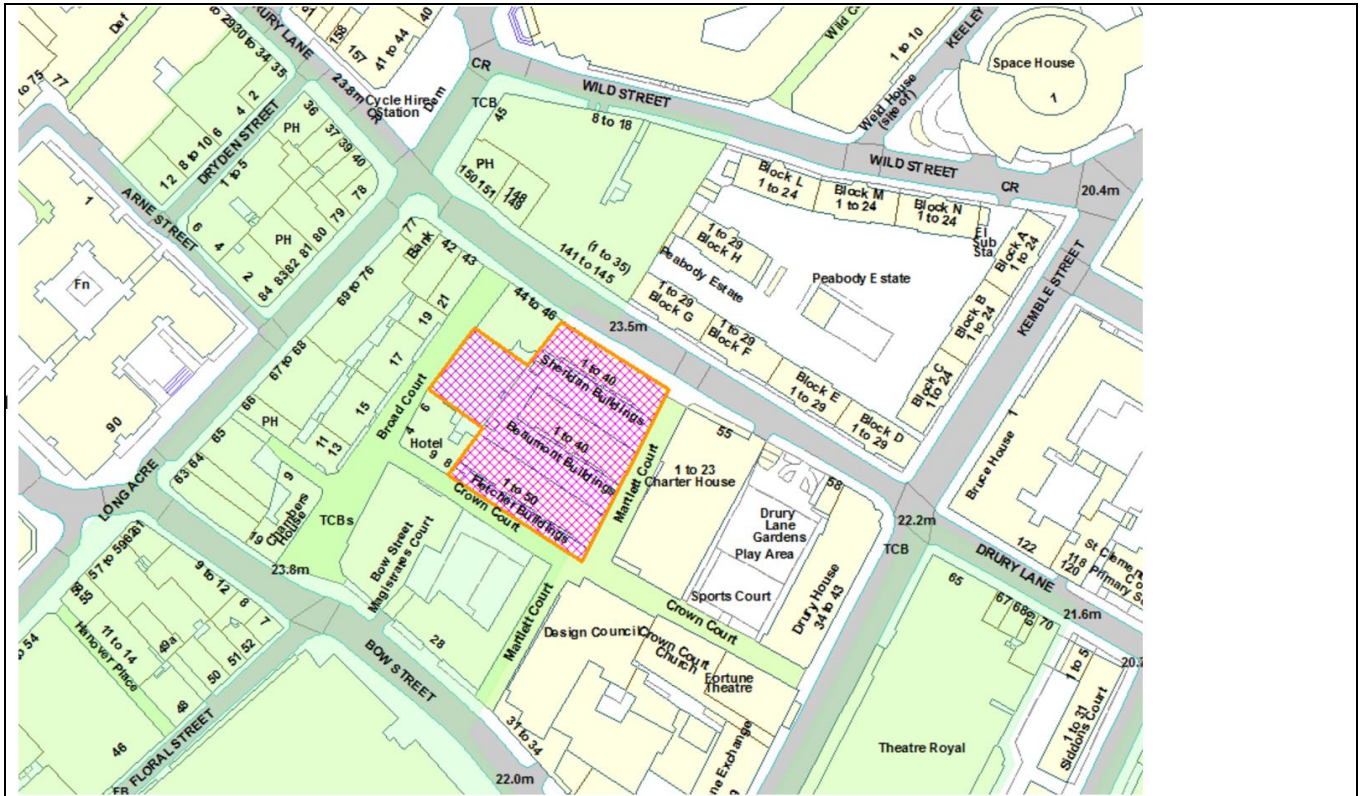 Def
DRURY LANE
158
157
41 to 44
40
23.8m
CR
Cycle Hire
Station
Dem
CR
TCB
45
WILD STREET
8 to 18
Wild C
1 to 10
KEELEY
Weld House
(site of)
Space House
1
WILD STREET
CR
20.4m
75
77
2930 to 34
35
2
4
6
8 to 10
12
DRYDEN STREET
1 to 5
PH
36
37
39
40
78
79
80
81
8382
84
PH
6
4
2
ARNE STREET
1
Fn
90
PH
150
151
148
149
(1 to 35)
141 to 145
Block L
1 to 24
Block M
1 to 24
Block N
1 to 24
El
Sub
Sta
1 to 29
Block H
Peabody Estate
Peabody Estate
1 to 29
Block G
1 to 29
Block F
Block E
1 to 29
Block D
1 to 29
Block A
1 to 24
Block B
1 to 24
Block C
1 to 24
KEMBLE STREET
77
Bank
42
43
44 to 46
23.5m
69 to 76
67 to 68
66
65
PH
21
19
17
15
13
11
Broad Court
6
4
Hotel
9
8
1 to 40
Sheridan Buildings
1 to 40
Beaumont Buildings
1 to 50
Fletcher Buildings
Crown Court
Martlett Court
55
1 to 23
Charter House
58
Drury
Lane
Gardens
Play Area
Sports Court
Drury House
34 to 43
Bruce House
1
22.2m
TCB
DRURY LANE
122
118
120
St Clemen
Primary S
21.6m
LONG ACRE
63
64
9
Chambers
House
19
TCBs
23.8m
Bow Street
Magistrates Court
28
BOW STREET
Martlett Court
Crown Court
Design Council
Crown Court
Church
Fortune
Theatre
31 to 34
22.0m
ne Exchange
65
67
68
69
70
Theatre Royal
1 to 5
1 to 31
Siddons Court
20.
57 to 59
61
9 to 12
8
7
55
11 to 14
Hanover Place
49a
52
51
50
48
46
to 54
FLORAL STREET
FB